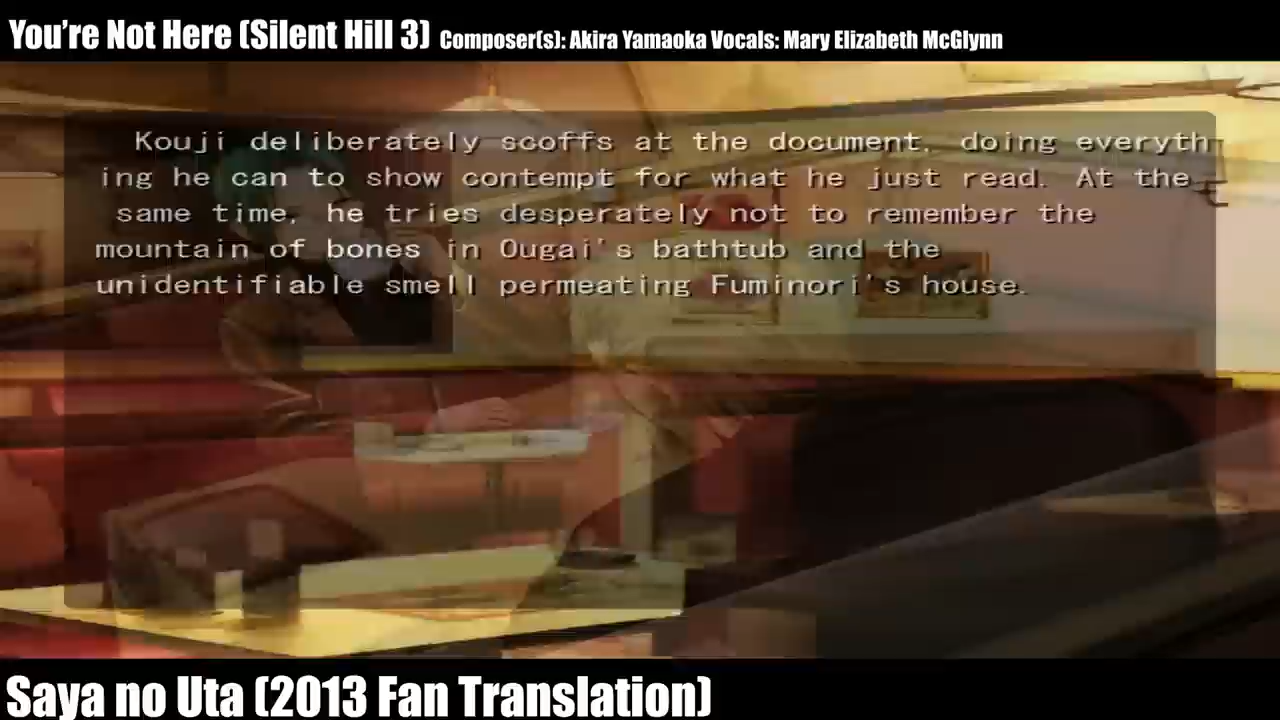 You're Not Here (Silent Hill 3) Composer(s): Akira Yamaoka Vocals: Mary Elizabeth McGlynn
Kouji deliberately scoffs at the document, doing everyth
ing he can to show contempt for what he just read. At the
same time, he tries desperately not to remember the
mountain of bones in Ougai's bathtub and the
unidentifiable smell permeating Fuminori's house.
Saya no Uta (2013 Fan Translation)